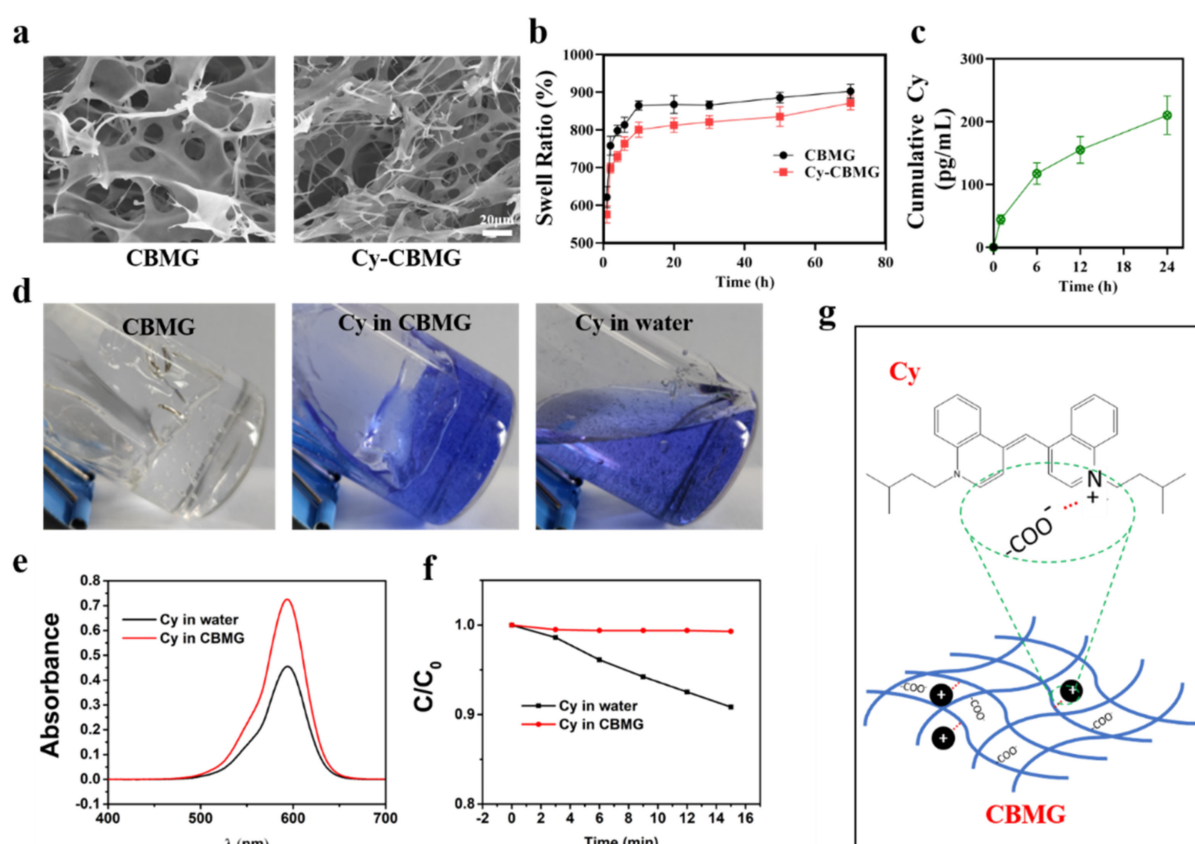 a
20μm
CBMG
Cy-CBMG
b
Swell Ratio (%)
1000
900
800
700
600
500
CBMG
Cy-CBMG
0
20
40
60
80
Time (h)
c
Cumulative Cy
(pg/mL)
300
200
100
0
0
6
12
18
24
Time (h)
d
CBMG
Cy in CBMG
Cy in water
e
Absorbance
0.8
0.7
0.6
0.5
0.4
0.3
0.2
0.1
0.0
-0.1
Cy in water
Cy in CBMG
400
500
600
700
λ (nm)
f
C/C0
1.0
0.9
0.8
Cy in water
Cy in CBMG
-2
0
2
4
6
8
10
12
14
16
Time (min)
g
Cy
N
N
+
-COO-
-COO-
-COO
-COO
-COO-
+
+
+
CBMG